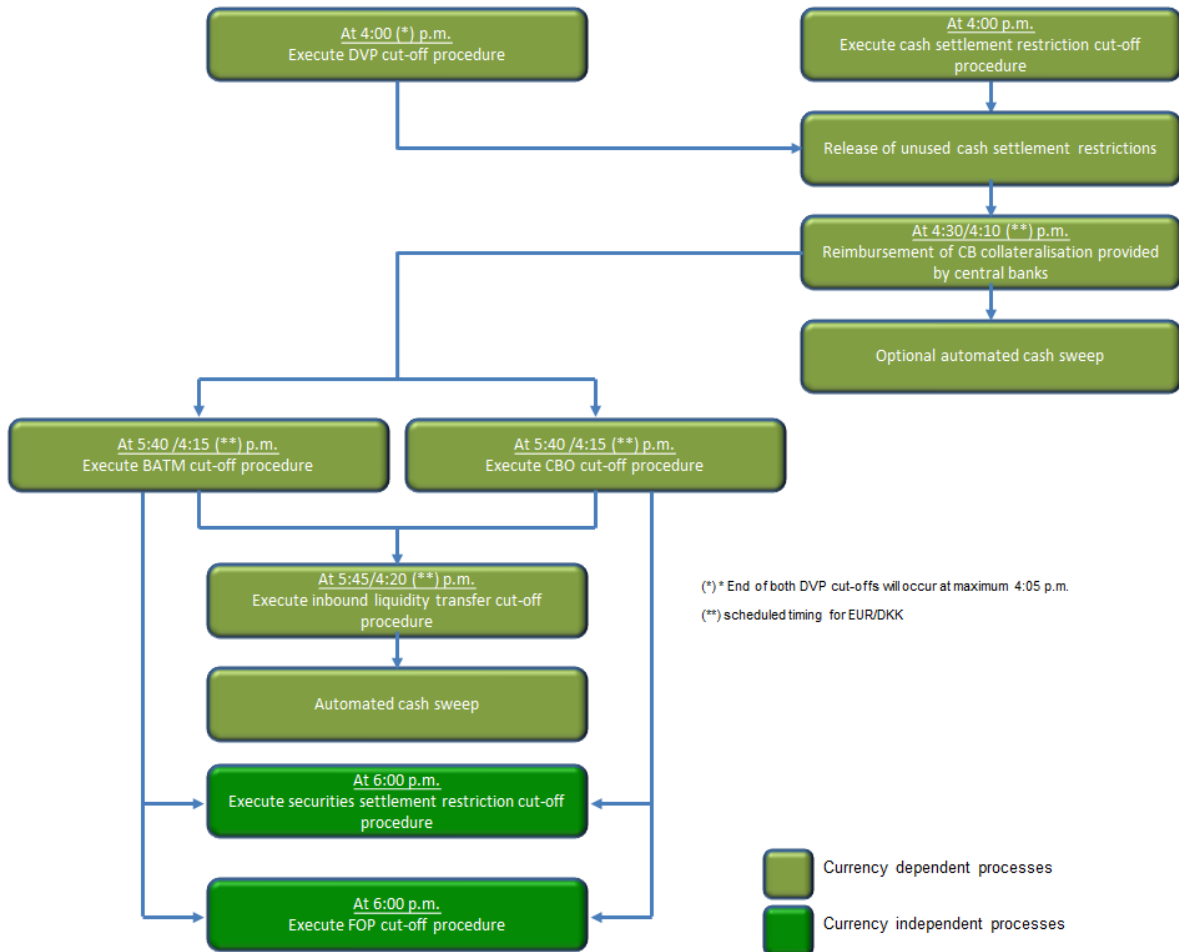 At 4:00 (*) p.m.
Execute DVP cut-off procedure
At 4:00 p.m.
Execute cash settlement restriction cut-off
procedure
Release of unused cash settlement restrictions
At 4:30/4:10 (**) p.m.
Reimbursement of CB collateralisation provided
by central banks
Optional automated cash sweep
At 5:40 /4:15 (**) p.m.
Execute BATM cut-off procedure
At 5:40 /4:15 (**) p.m.
Execute CBO cut-off procedure
At 5:45/4:20 (**) p.m.
Execute inbound liquidity transfer cut-off
procedure
(*) * End of both DVP cut-offs will occur at maximum 4:05 p.m.
(**) scheduled timing for EUR/DKK
Automated cash sweep
At 6:00 p.m.
Execute securities settlement restriction cut-off
procedure
At 6:00 p.m.
Execute FOP cut-off procedure
Currency dependent processes
Currency independent processes